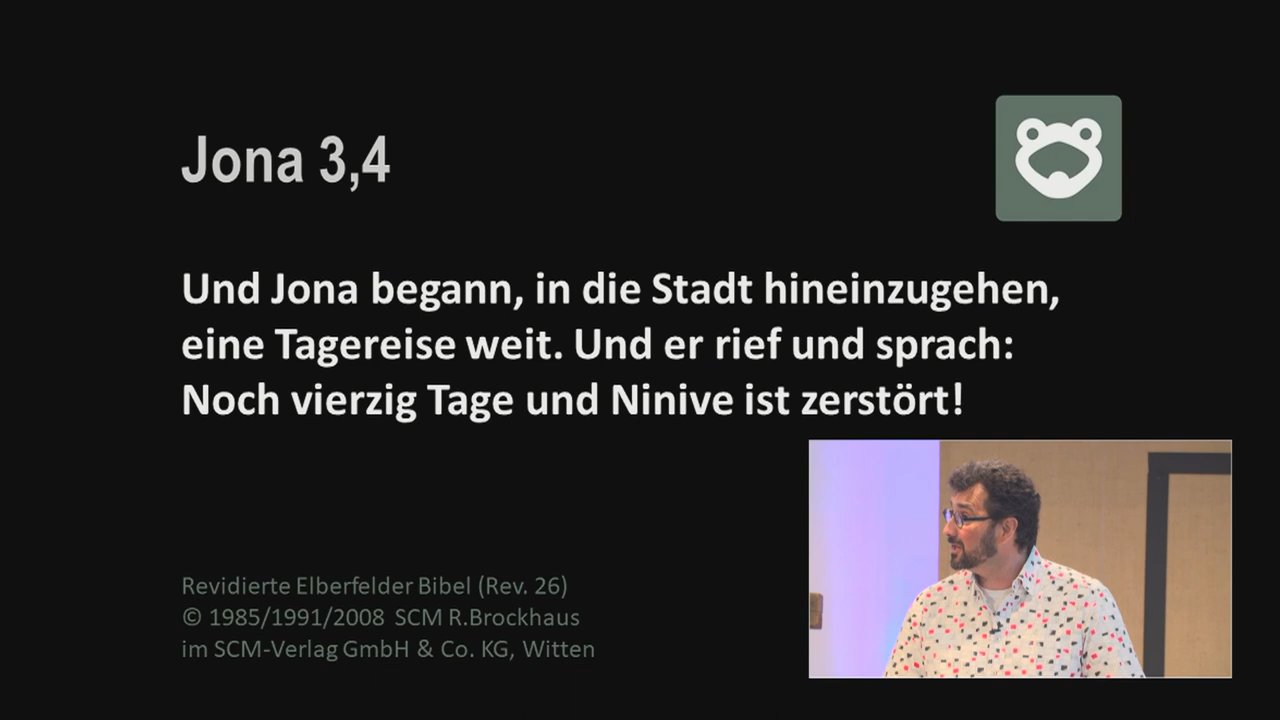 Jona 3,4
Und Jona begann, in die Stadt hineinzugehen,
eine Tagereise weit. Und er rief und sprach:
Noch vierzig Tage und Ninive ist zerstört!
Revidierte Elberfelder Bibel (Rev. 26)
© 1985/1991/2008 SCM R.Brockhaus
im SCM-Verlag GmbH & Co. KG, Witten